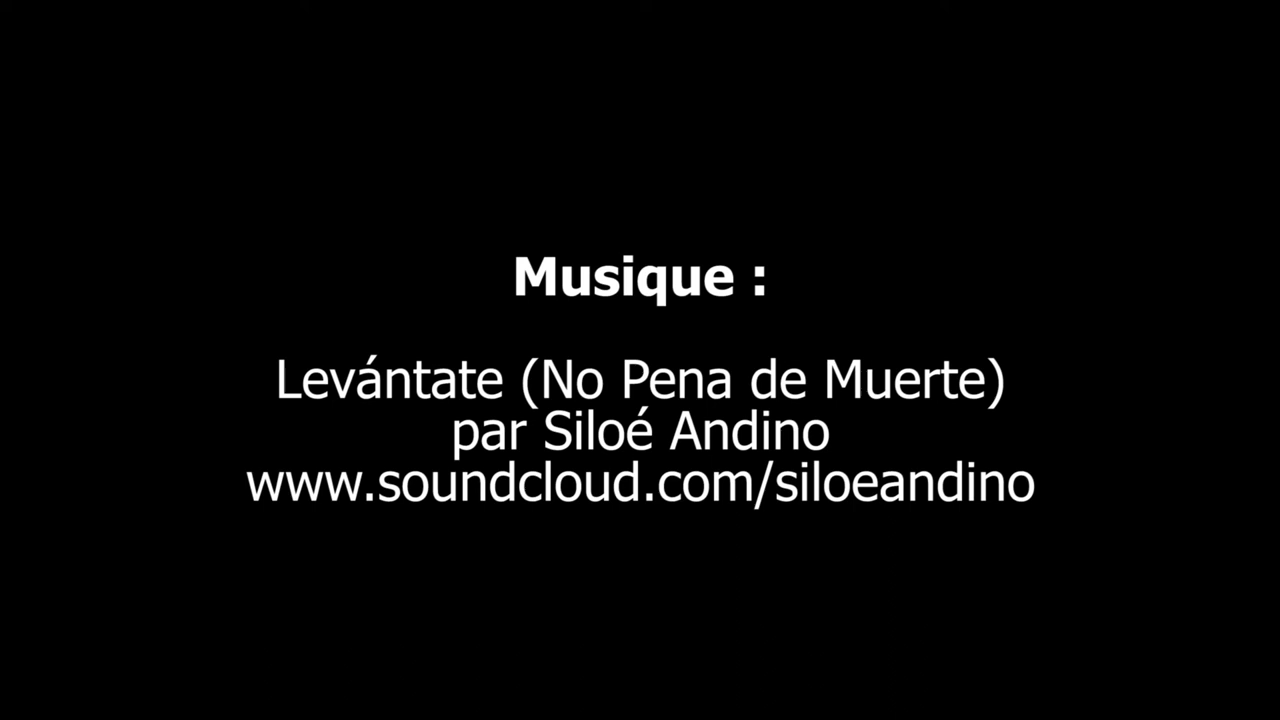 Musique :
Levántate (No Pena de Muerte)
par Siloé Andino
www.soundcloud.com/siloeandino